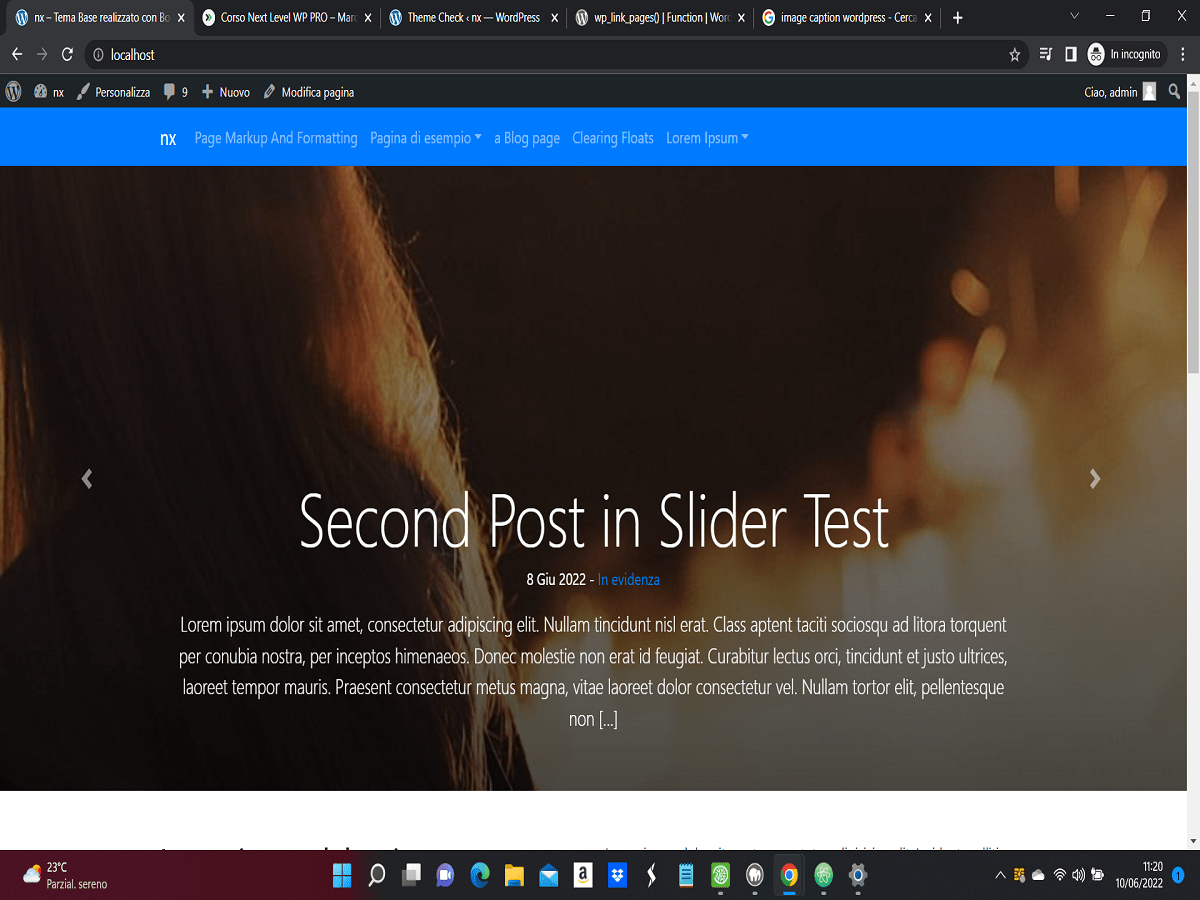 nx – Tema Base realizzato con Bo
Corso Next Level WP PRO – Marc
Theme Check ‹ nx — WordPress
wp_link_pages() | Function | Word
image caption wordpress - Cerca
localhost
In incognito
nx
Personalizza
9
Nuovo
Modifica pagina
Ciao, admin
nx
Page Markup And Formatting
Pagina di esempio
a Blog page
Clearing Floats
Lorem Ipsum
Second Post in Slider Test
8 Giu 2022 - In evidenza
Lorem ipsum dolor sit amet, consectetur adipiscing elit. Nullam tincidunt nisl erat. Class aptent taciti sociosqu ad litora torquent
per conubia nostra, per inceptos himenaeos. Donec molestie non erat id feugiat. Curabitur lectus orci, tincidunt et justo ultrices,
laoreet tempor mauris. Praesent consectetur metus magna, vitae laoreet dolor consectetur vel. Nullam tortor elit, pellentesque
non [...]
23°C
Parzial. sereno
11:20
10/06/2022
1